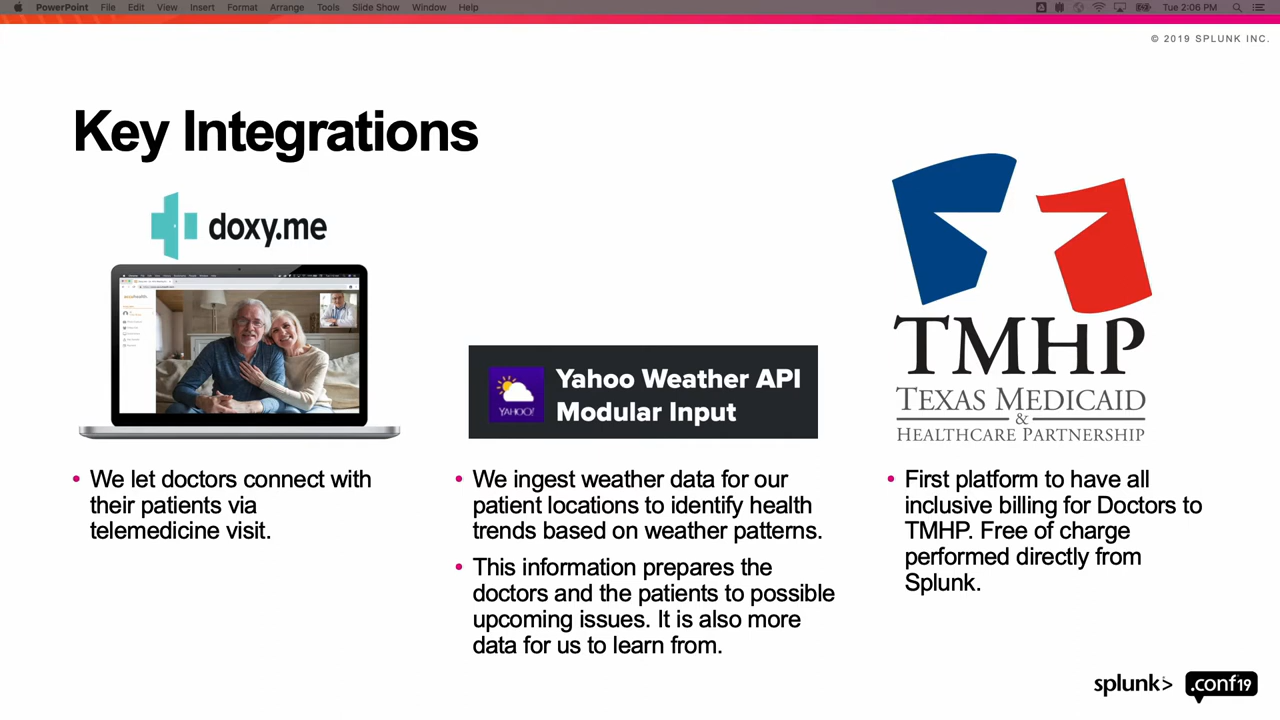 PowerPoint File Edit View Insert Format Arrange Tools Slide Show Window Help Tue 2:06 PM
© 2019 SPLUNK INC.
Key Integrations
doxy.me
Yahoo Weather API
Modular Input
YAHOO!
TMHP
TEXAS MEDICAID
&
HEALTHCARE PARTNERSHIP
• We let doctors connect with
their patients via
telemedicine visit.
• We ingest weather data for our
patient locations to identify health
trends based on weather patterns.
• This information prepares the
doctors and the patients to possible
upcoming issues. It is also more
data for us to learn from.
• First platform to have all
inclusive billing for Doctors to
TMHP. Free of charge
performed directly from
Splunk.
splunk> .conf19